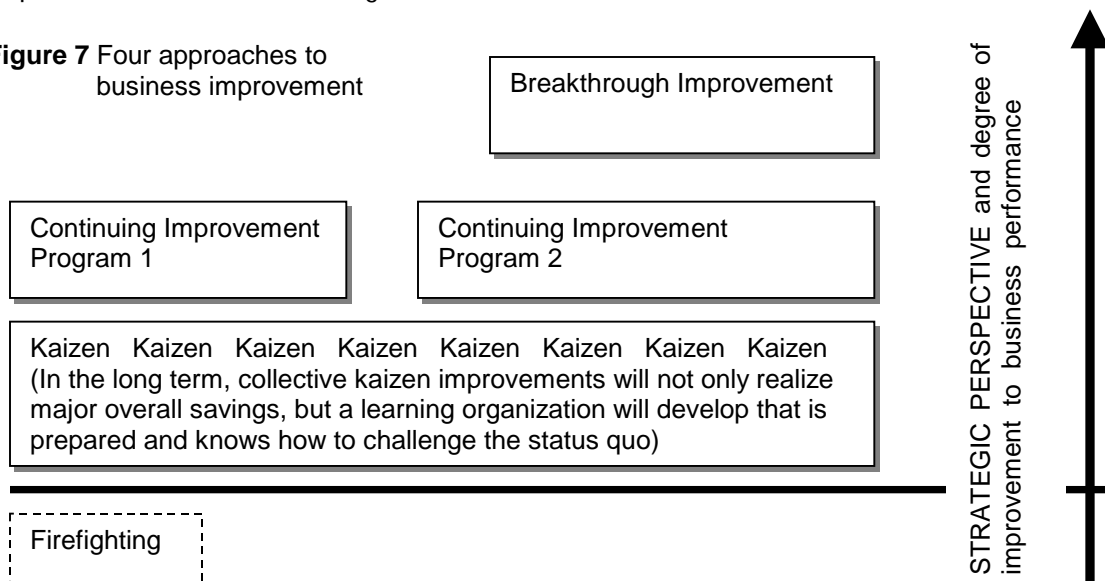 Figure 7 Four approaches to
business improvement
Breakthrough Improvement
Continuing Improvement
Program 1
Continuing Improvement
Program 2
Kaizen Kaizen Kaizen Kaizen Kaizen Kaizen Kaizen Kaizen
(In the long term, collective kaizen improvements will not only realize
major overall savings, but a learning organization will develop that is
prepared and knows how to challenge the status quo)
Firefighting
STRATEGIC PERSPECTIVE and degree of
improvement to business performance